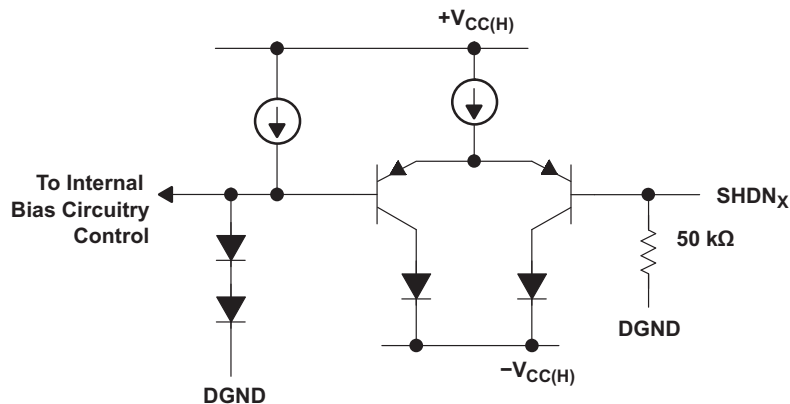 +VCC(H)
To Internal
Bias Circuitry
Control
SHDNX
50 kΩ
DGND
−VCC(H)
DGND